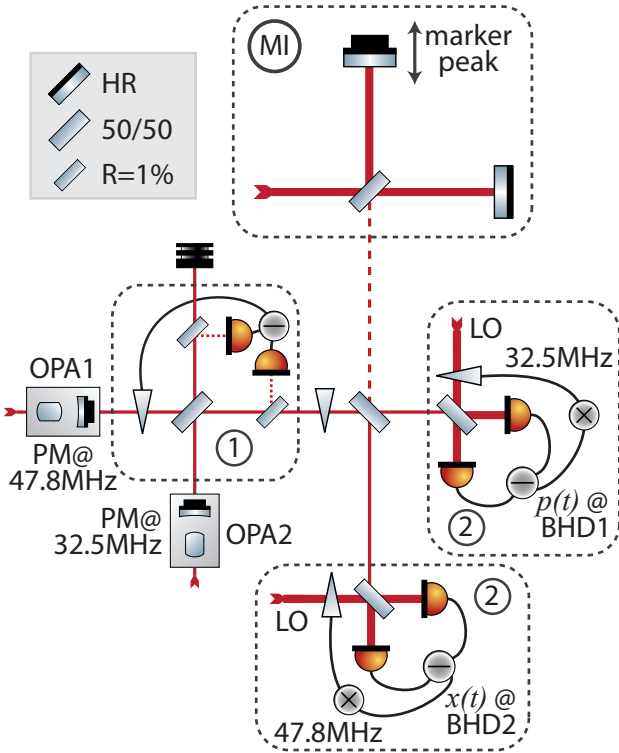 MI
marker
peak
HR
50/50
R=1%
LO
32.5MHz
OPA1
PM@
47.8MHz
1
PM@
32.5MHz
OPA2
p(t) @
BHD1
2
LO
2
x(t) @
BHD2
47.8MHz